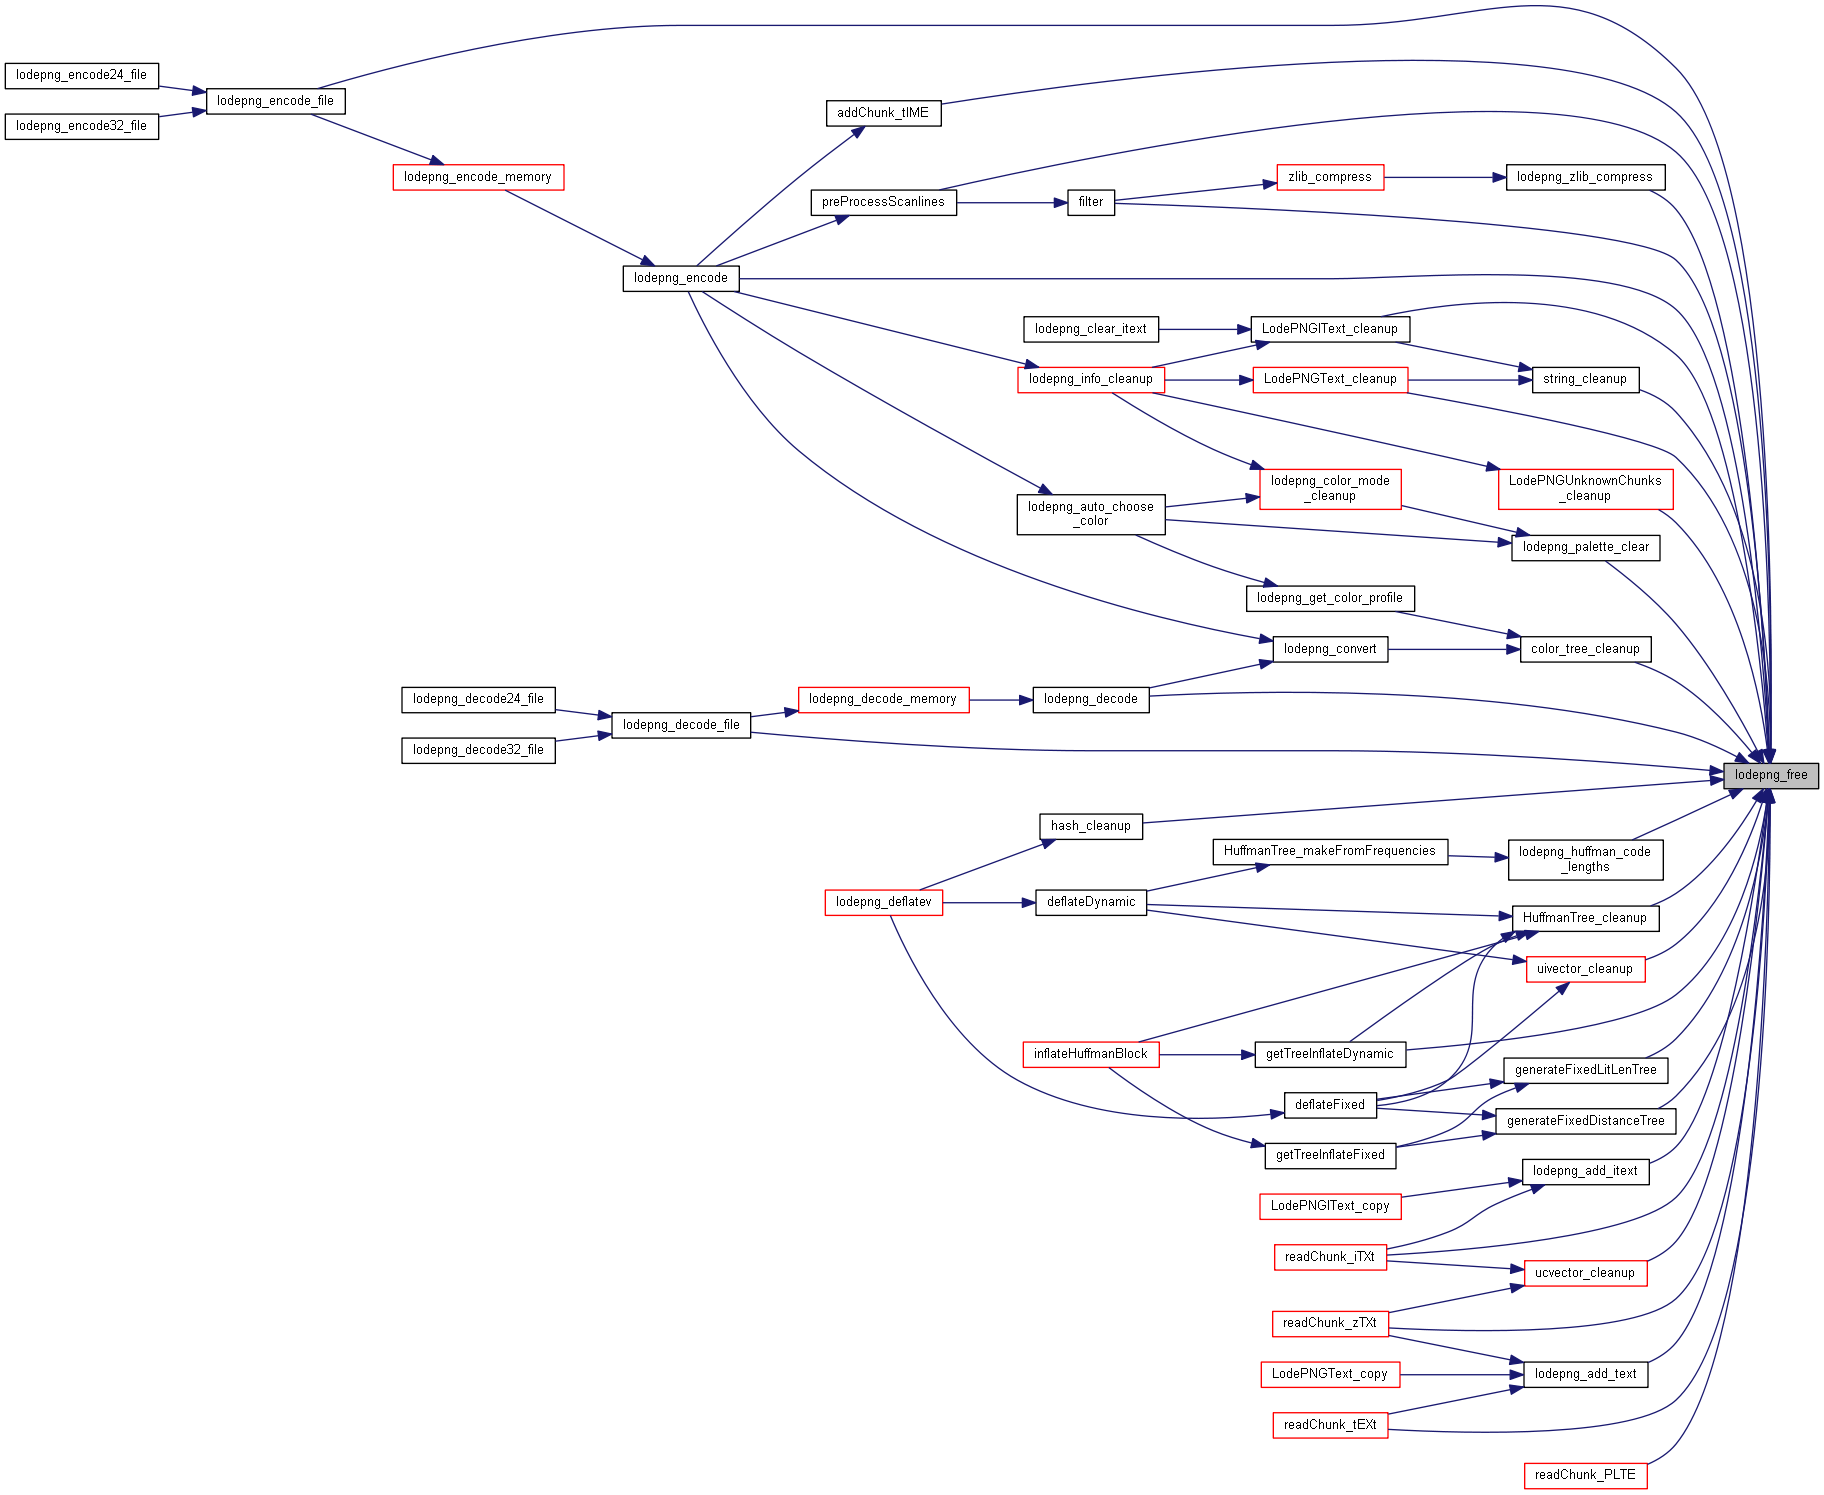 lodepng_encode24_file
lodepng_encode_file
addChunk_tIME
lodepng_encode32_file
lodepng_encode_memory
zlib_compress
lodepng_zlib_compress
preProcessScanlines
filter
lodepng_encode
lodepng_clear_itext
LodePNGIText_cleanup
lodepng_info_cleanup
LodePNGText_cleanup
string_cleanup
lodepng_color_mode
_cleanup
LodePNGUnknownChunks
_cleanup
lodepng_auto_choose
_color
lodepng_palette_clear
lodepng_get_color_profile
lodepng_convert
color_tree_cleanup
lodepng_decode24_file
lodepng_decode_memory
lodepng_decode
lodepng_decode_file
lodepng_decode32_file
lodepng_free
hash_cleanup
HuffmanTree_makeFromFrequencies
lodepng_huffman_code
_lengths
lodepng_deflatev
deflateDynamic
HuffmanTree_cleanup
uivector_cleanup
inflateHuffmanBlock
getTreeInflateDynamic
generateFixedLitLenTree
deflateFixed
generateFixedDistanceTree
getTreeInflateFixed
lodepng_add_itext
LodePNGIText_copy
readChunk_iTXt
ucvector_cleanup
readChunk_zTXt
LodePNGText_copy
lodepng_add_text
readChunk_tEXt
readChunk_PLTE